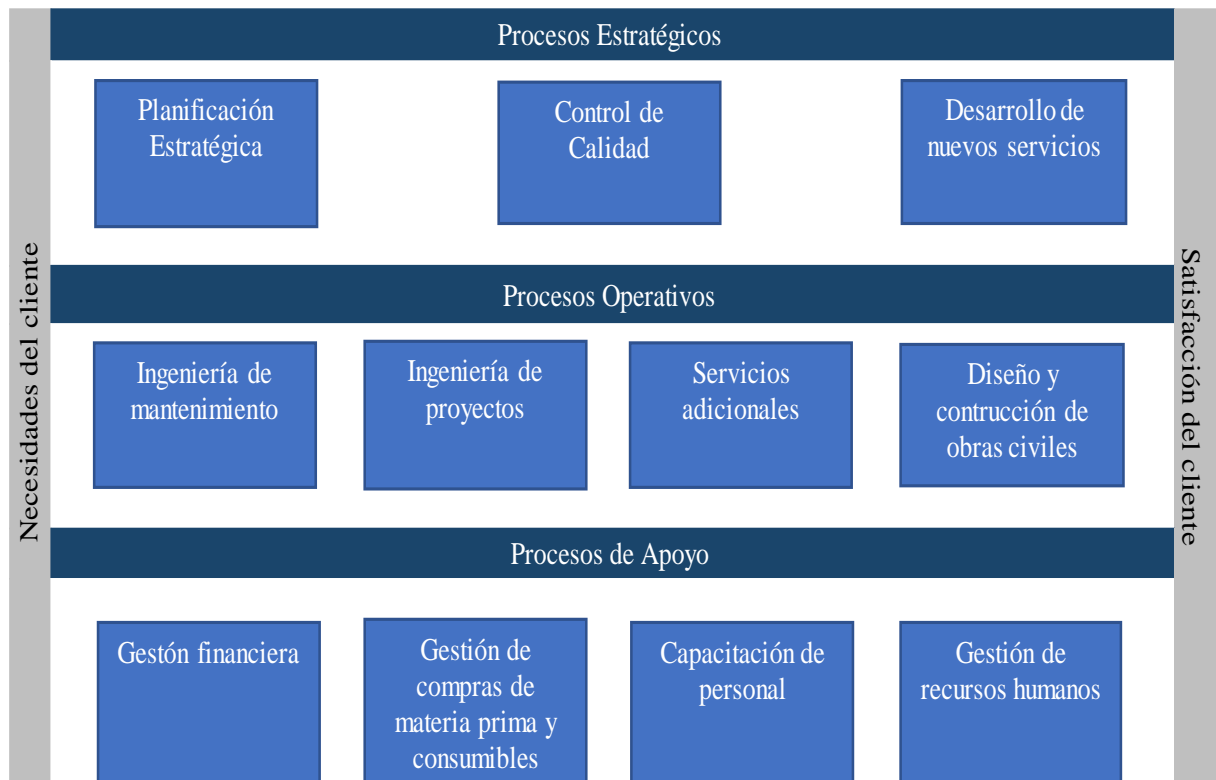 Procesos Estratégicos
Planificación
Estratégica
Control de
Calidad
Desarrollo de
nuevos servicios
Necesidades del cliente
Satisfacción del cliente
Procesos Operativos
Ingeniería de
mantenimiento
Ingeniería de
proyectos
Servicios
adicionales
Diseño y
contrucción de
obras civiles
Procesos de Apoyo
Gestón financiera
Gestión de
compras de
materia prima y
consumibles
Capacitación de
personal
Gestión de
recursos humanos